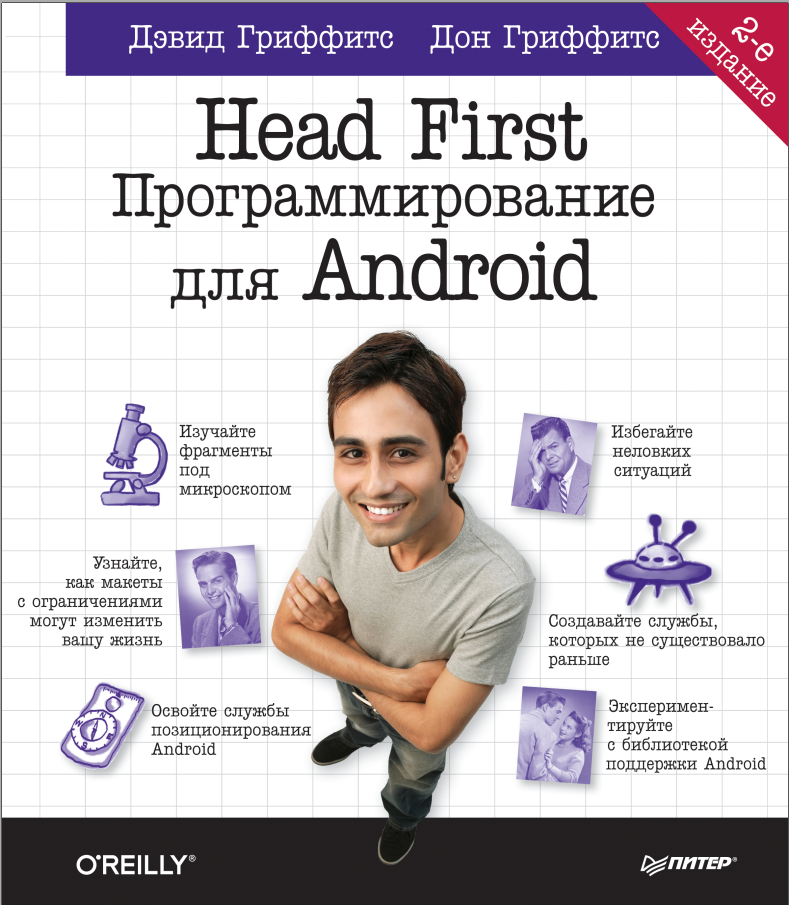 Дэвид Гриффитс Дон Гриффитс
2-е
издание
Head First
Программирование
для Android
Изучайте
фрагменты
под
микроскопом
Избегайте
неловких
ситуаций
Узнайте,
как макеты
с ограничениями
могут изменить
вашу жизнь
Создавайте службы,
которых не существовало
раньше
Освойте службы
позиционирования
Android
Эксперимен-
тируйте
с библиотекой
поддержки Android
O'REILLY®
ПИТЕР®